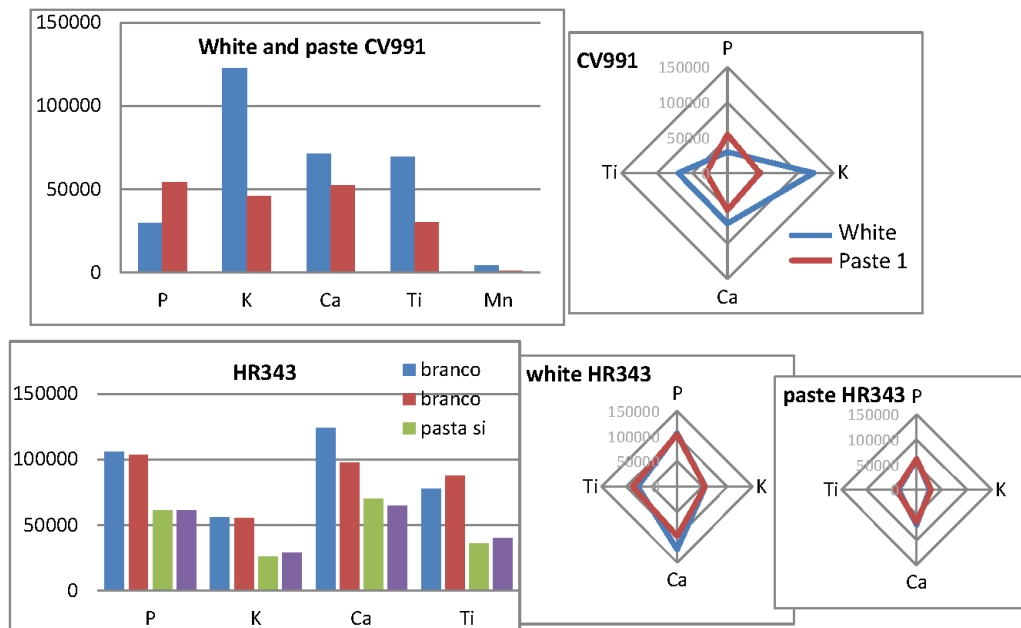 White and paste CV991
150000
100000
50000
0
P K Ca Ti Mn
CV991
P
150000
100000
50000
0
Ti K
Ca
White
Paste 1
HR343
branco
branco
pasta si
150000
100000
50000
0
P K Ca Ti
white HR343
P
150000
100000
50000
Ti K
Ca
paste HR343
P
150000
100000
50000
0
Ti K
Ca